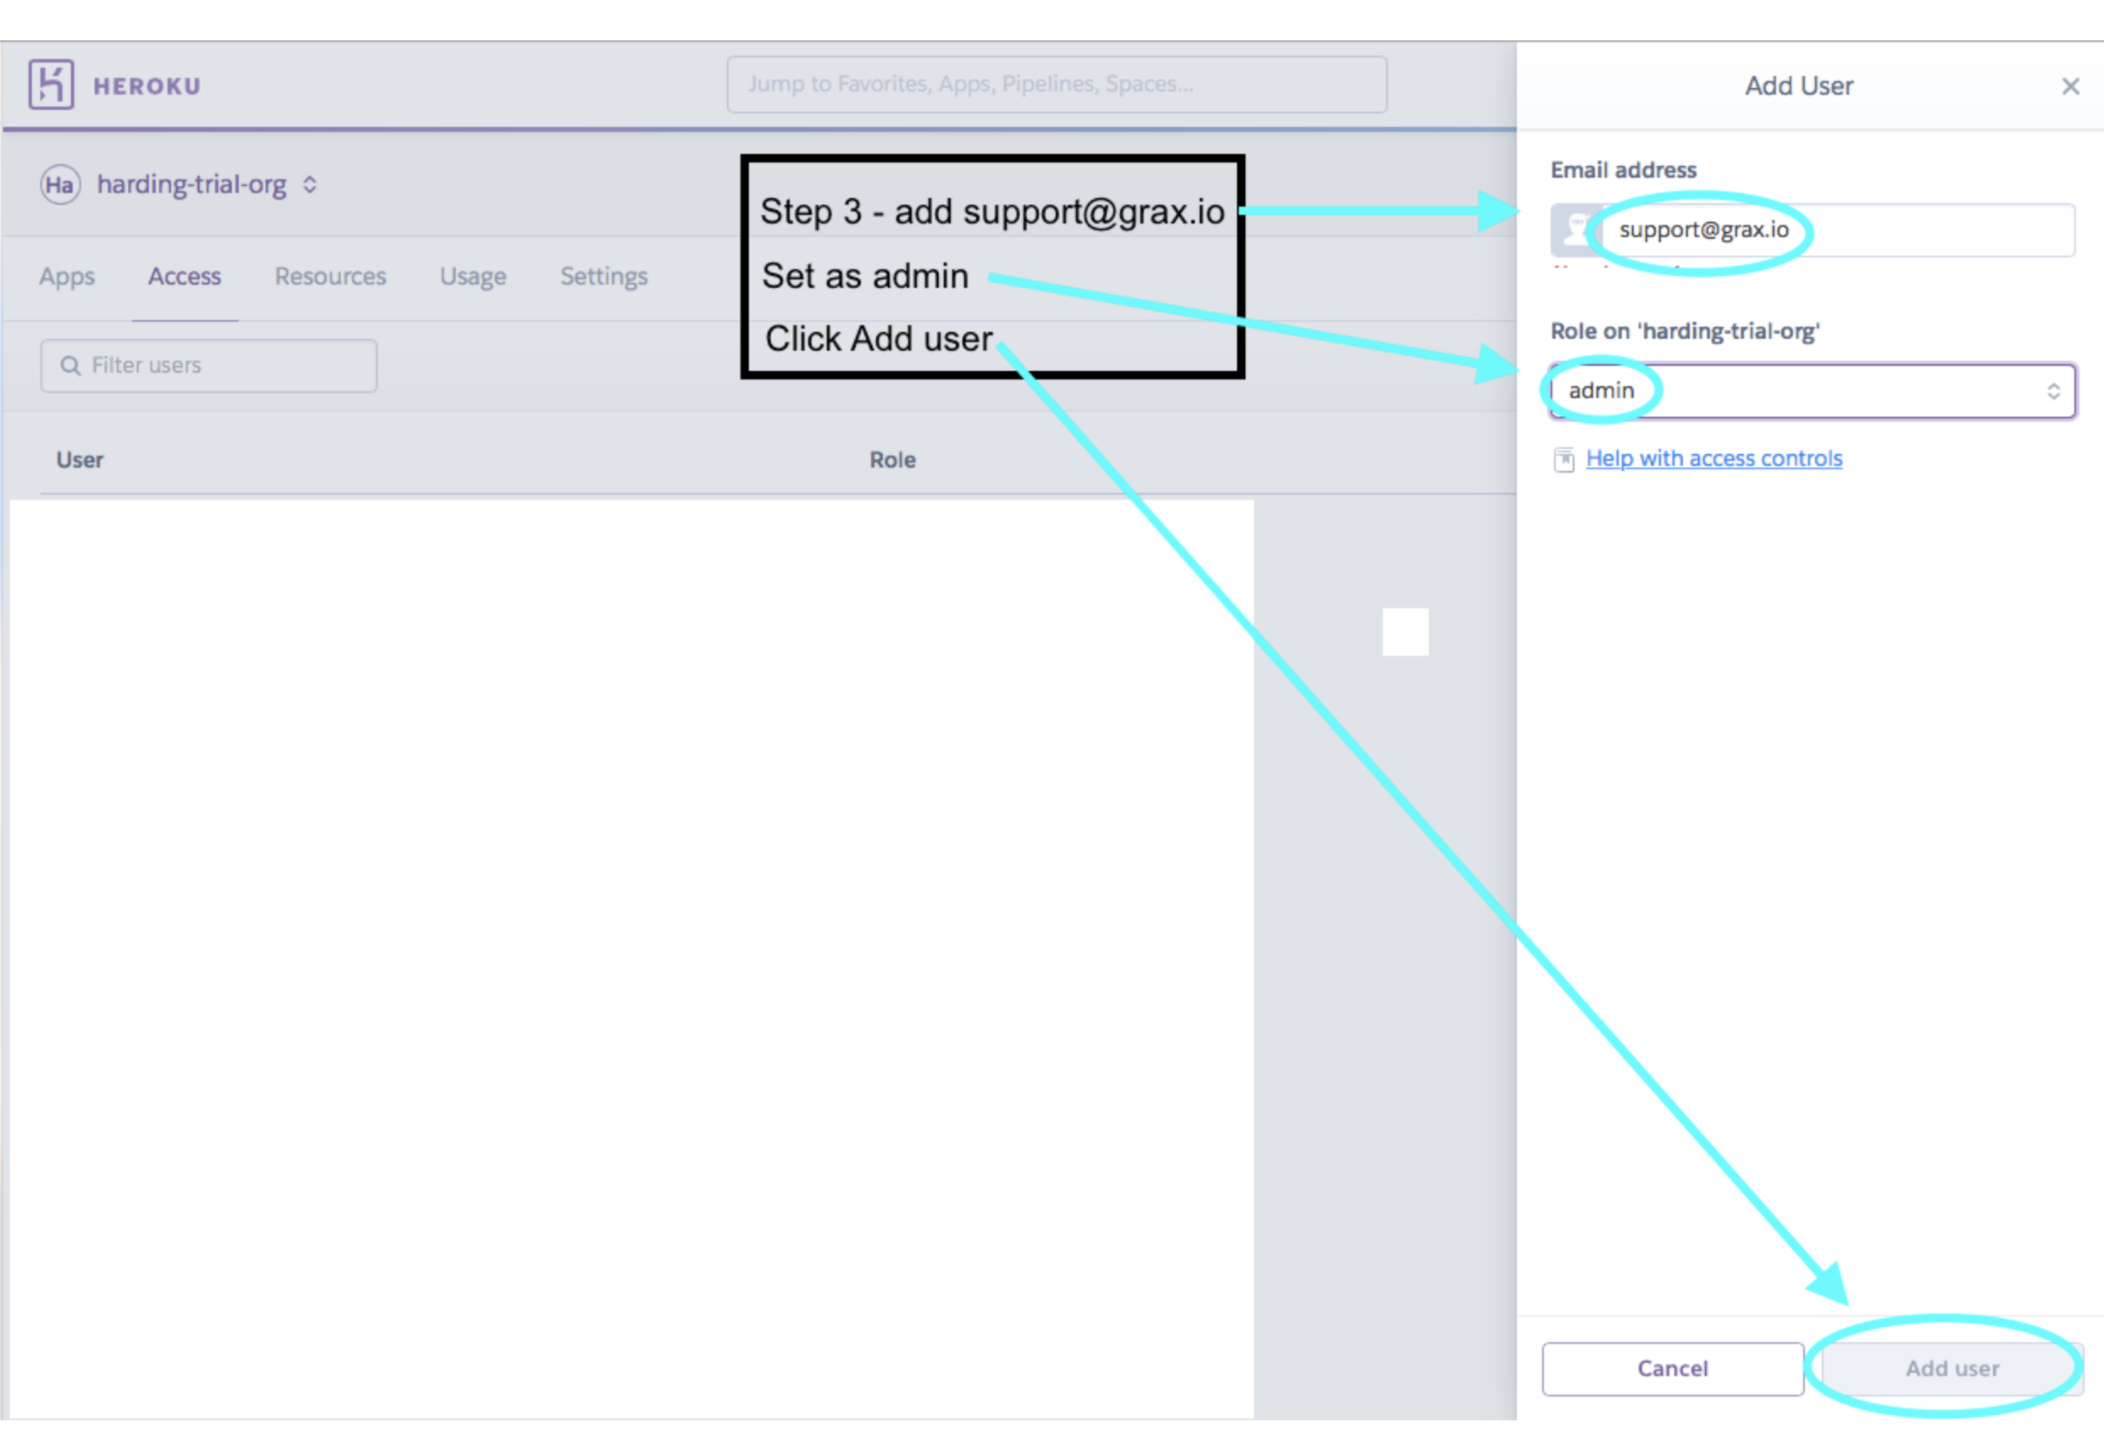 HEROKU
Jump to Favorites, Apps, Pipelines, Spaces...
Add User
Ha harding-trial-org
Step 3 - add support@grax.io
Set as admin
Click Add user
Email address
support@grax.io
Apps Access Resources Usage Settings
Role on 'harding-trial-org'
Filter users
admin
Help with access controls
User Role
Cancel Add user